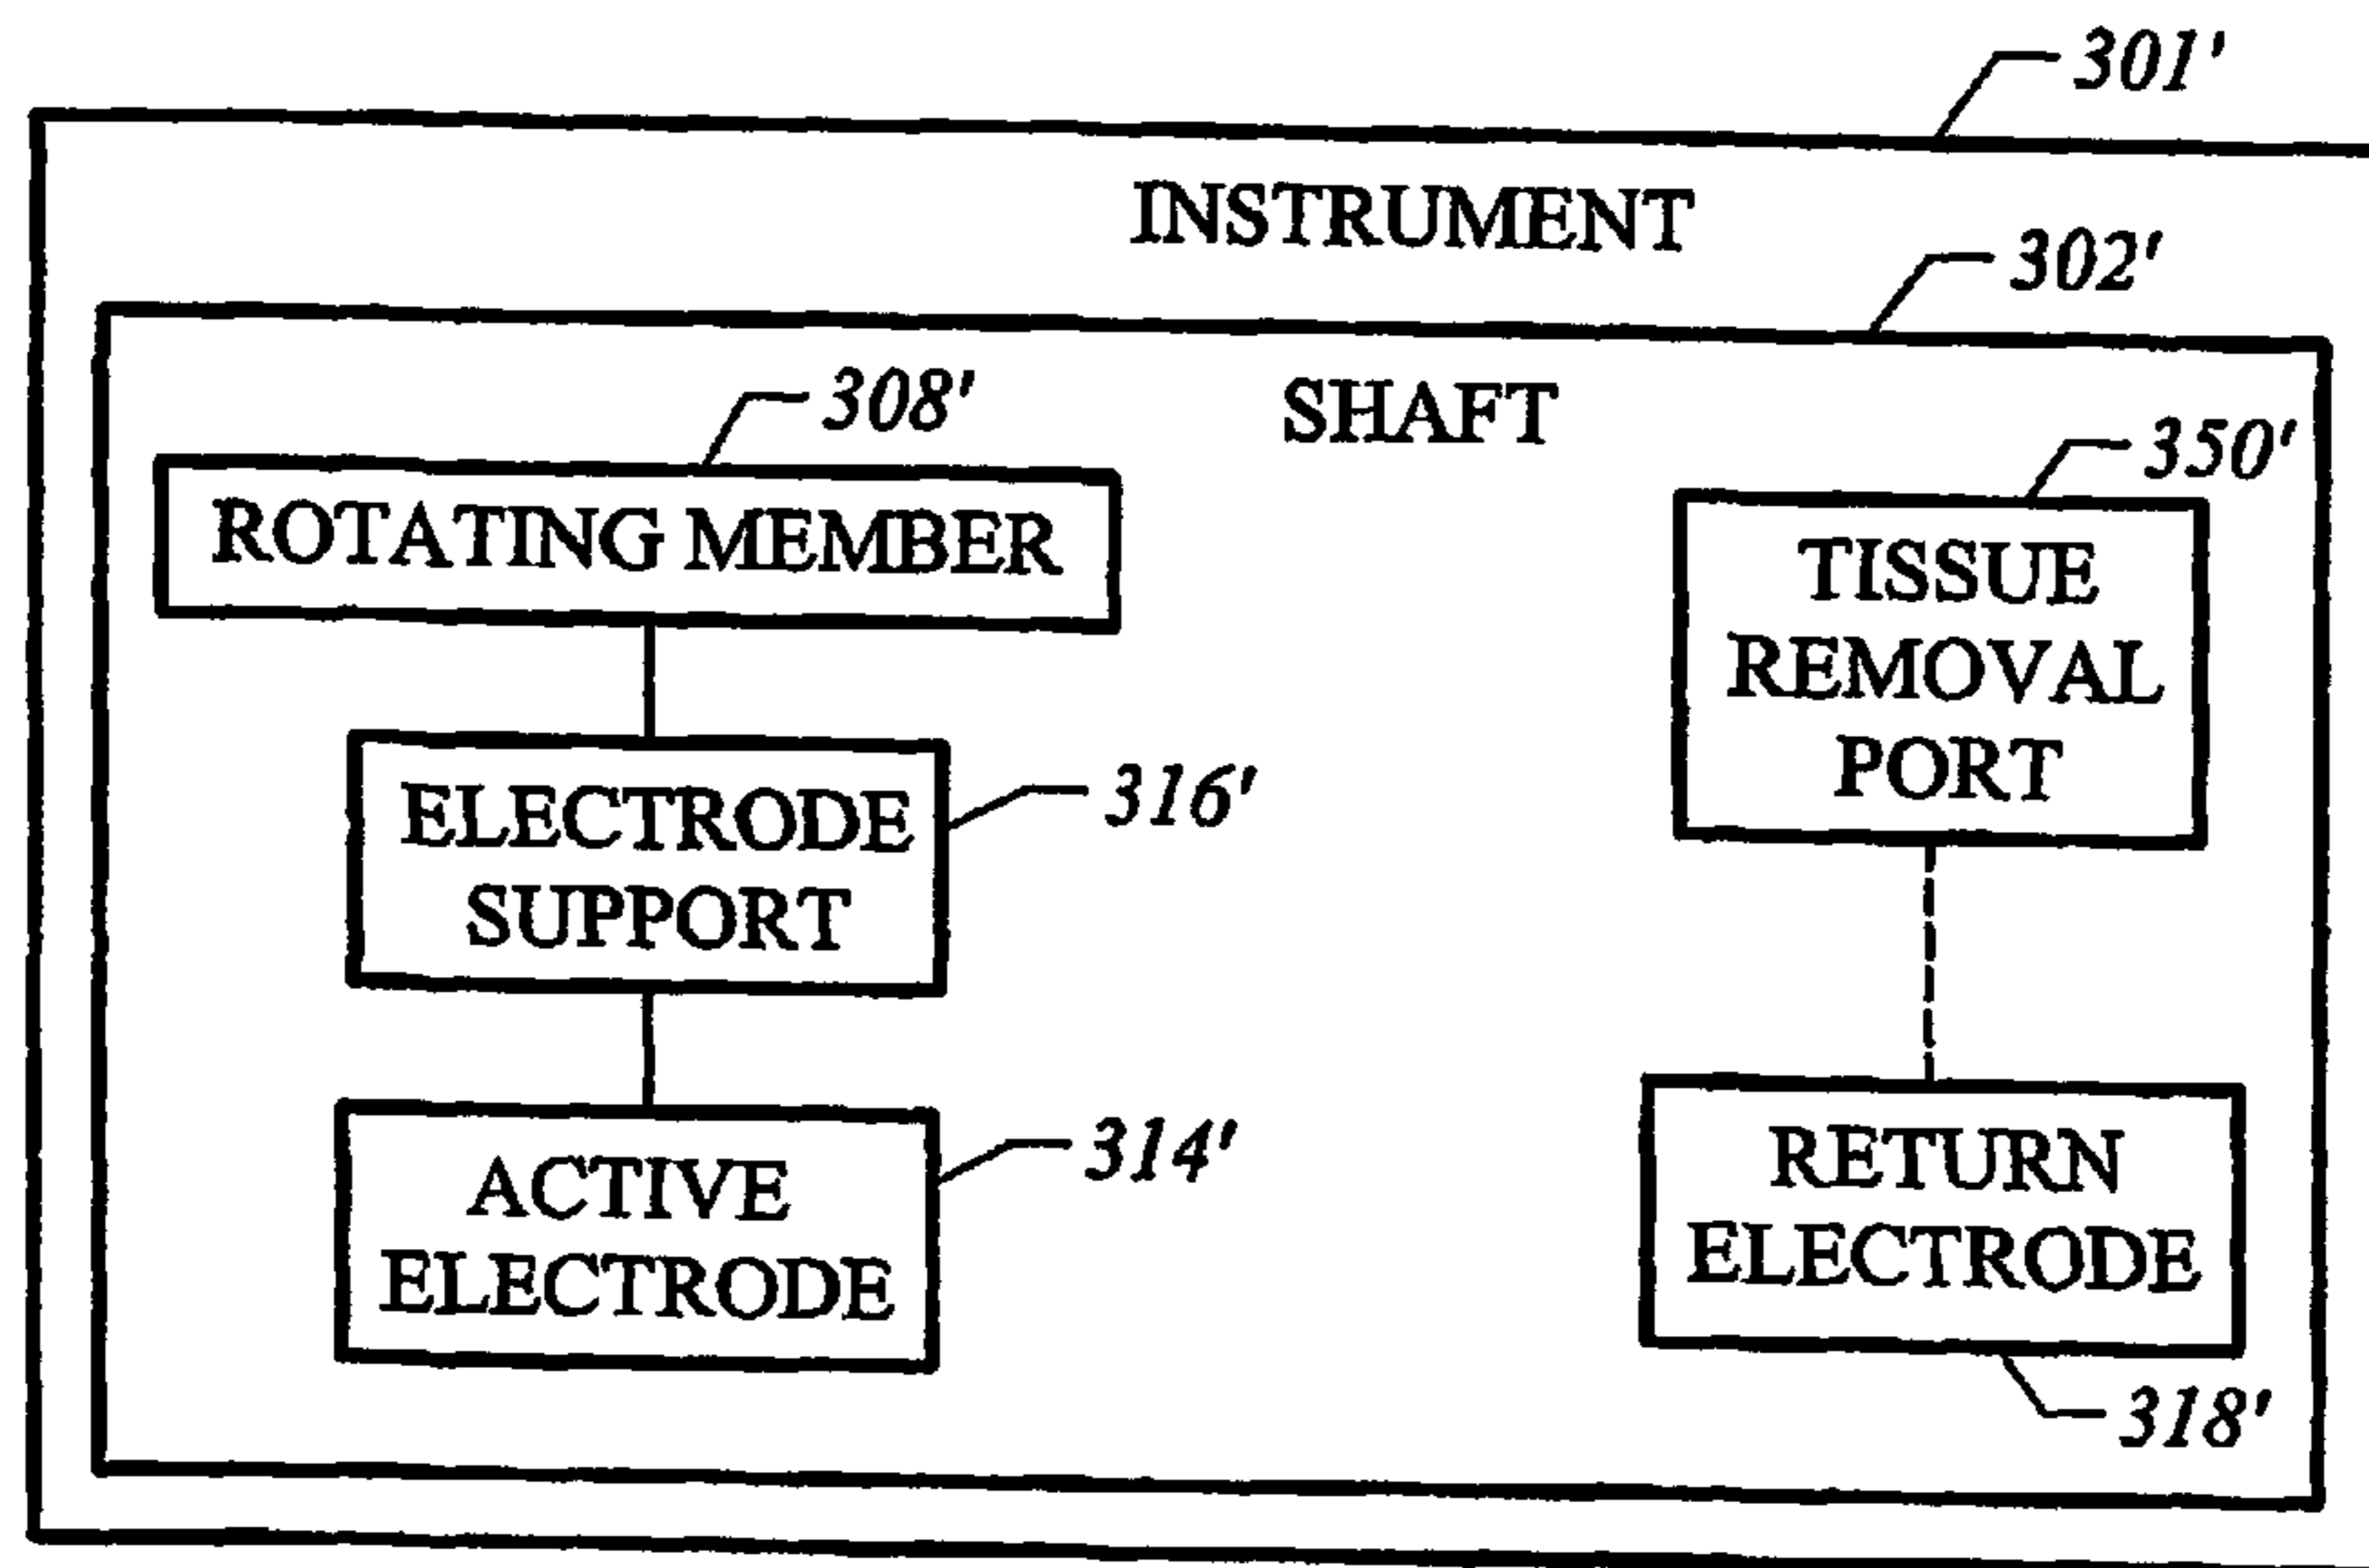 301'
INSTRUMENT
302'
SHAFT
308'
ROTATING MEMBER
350'
TISSUE
REMOVAL
PORT
ELECTRODE
SUPPORT
316'
ACTIVE
ELECTRODE
314'
RETURN
ELECTRODE
318'